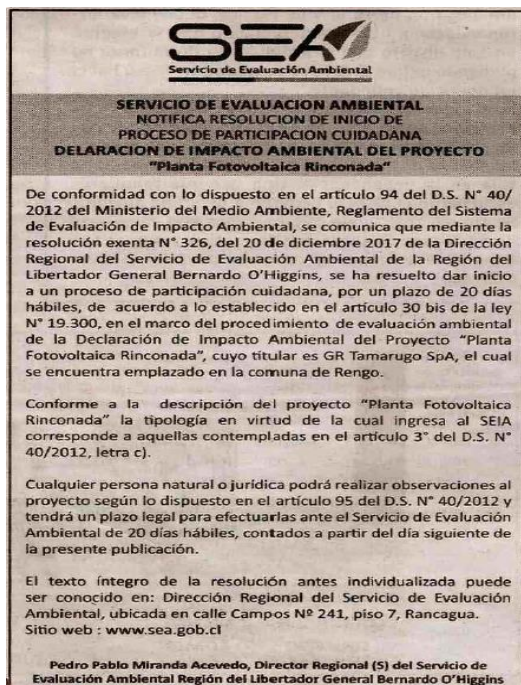 SEA
Servicio de Evaluación Ambiental
SERVICIO DE EVALUACION AMBIENTAL
NOTIFICA RESOLUCION DE INICIO DE
PROCESO DE PARTICIPACION CUIDADANA
DELARACION DE IMPACTO AMBIENTAL DEL PROYECTO
"Planta Fotovoltaica Rinconada"
De conformidad con lo dispuesto en el artículo 94 del D.S. N° 40/
2012 del Ministerio del Medio Ambiente, Reglamento del Sistema
de Evaluación de Impacto Ambiental, se comunica que mediante la
resolución exenta N° 326, del 20 de diciembre 2017 de la Dirección
Regional del Servicio de Evaluación Ambiental de la Región del
Libertador General Bernardo O'Higgins, se ha resuelto dar inicio
a un proceso de participación cuidadana, por un plazo de 20 días
hábiles, de acuerdo a lo establecido en el artículo 30 bis de la ley
N° 19.300, en el marco del procedimiento de evaluación ambiental
de la Declaración de Impacto Ambiental del Proyecto "Planta
Fotovoltaica Rinconada", cuyo titular es GR Tamarugo SpA, el cual
se encuentra emplazado en la comuna de Rengo.
Conforme a la descripción del proyecto "Planta Fotovoltaica
Rinconada" la tipología en virtud de la cual ingresa al SEIA
corresponde a aquellas contempladas en el artículo 3° del D.S. N°
40/2012, letra c).
Cualquier persona natural o jurídica podrá realizar observaciones al
proyecto según lo dispuesto en el artículo 95 del D.S. N° 40/2012 y
tendrá un plazo legal para efectuarlas ante el Servicio de Evaluación
Ambiental de 20 días hábiles, contados a partir del día siguiente de
la presente publicación.
El texto íntegro de la resolución antes individualizada puede
ser conocido en: Dirección Regional del Servicio de Evaluación
Ambiental, ubicada en calle Campos Nº 241, piso 7, Rancagua.
Sitio web : www.sea.gob.cl
Pedro Pablo Miranda Acevedo, Director Regional (S) del Servicio de
Evaluación Ambiental Región del Libertador General Bernardo O'Higgins